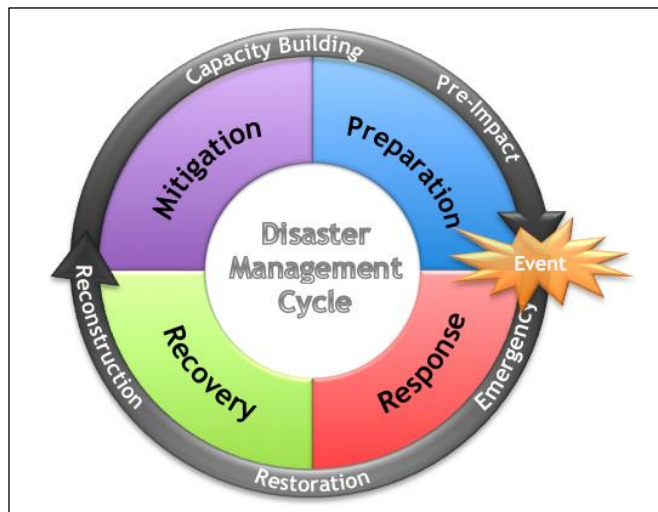 Capacity Building
Pre-Impact
Mitigation
Preparation
Disaster
Management
Cycle
Event
Reconstruction
Recovery
Response
Emergency
Restoration